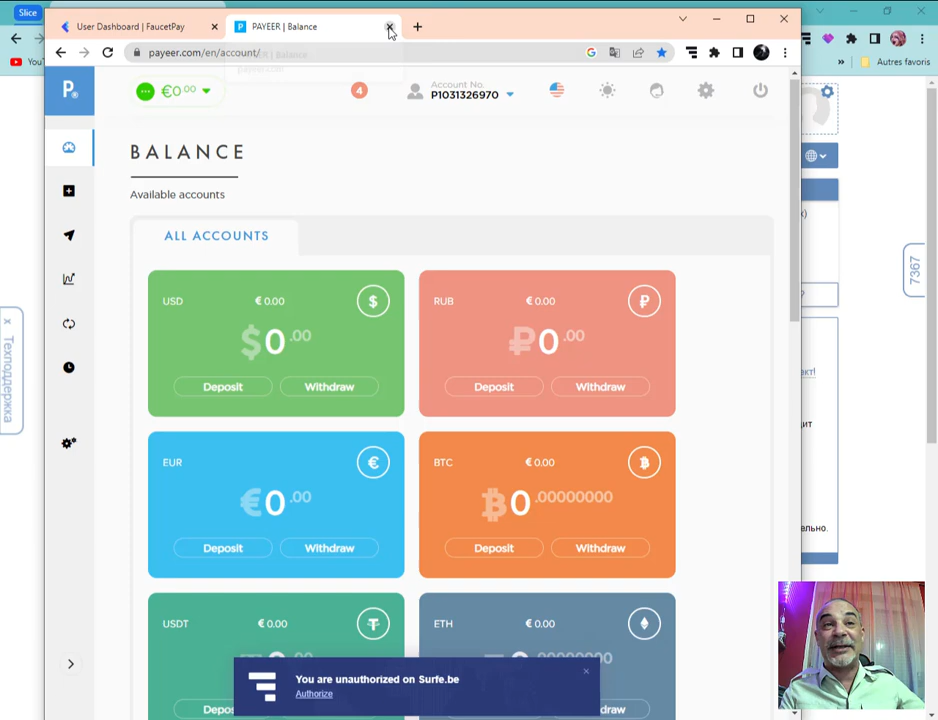 Slice
User Dashboard | FaucetPay
PAYEER | Balance
payeer.com/en/account/
Autres favoris
P.
€0.00
4
Account No.
P1031326970
BALANCE
Available accounts
ALL ACCOUNTS
USD € 0.00 $
$0.00
Deposit Withdraw
RUB € 0.00 ₽
₽0.00
Deposit Withdraw
EUR € 0.00 €
€0.00
Deposit Withdraw
BTC € 0.00
0.00000000
Deposit Withdraw
USDT € 0.00
ETH € 0.00
You are unauthorized on Surfe.be
Authorize
x Техподдержка
7367